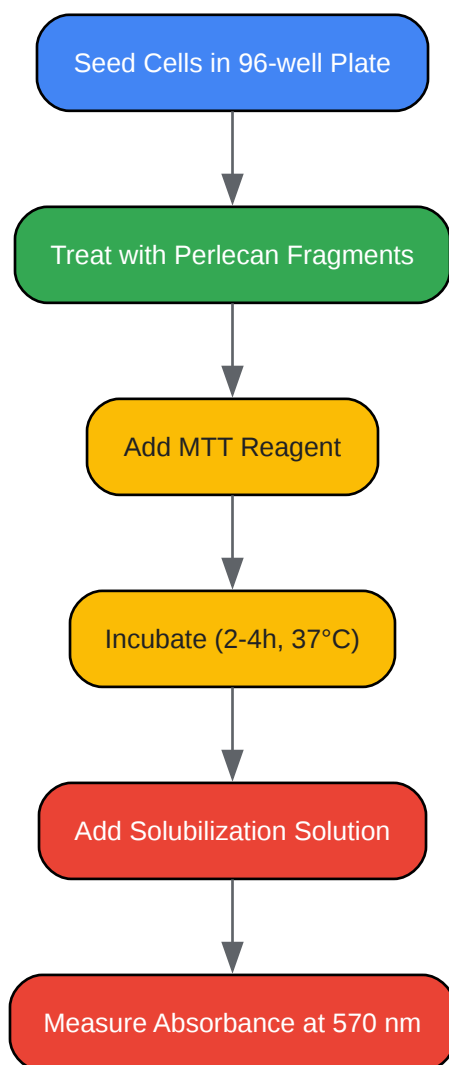 Seed Cells in 96-well Plate
Treat with Perlecan Fragments
Add MTT Reagent
Incubate (2-4h, 37°C)
Add Solubilization Solution
Measure Absorbance at 570 nm